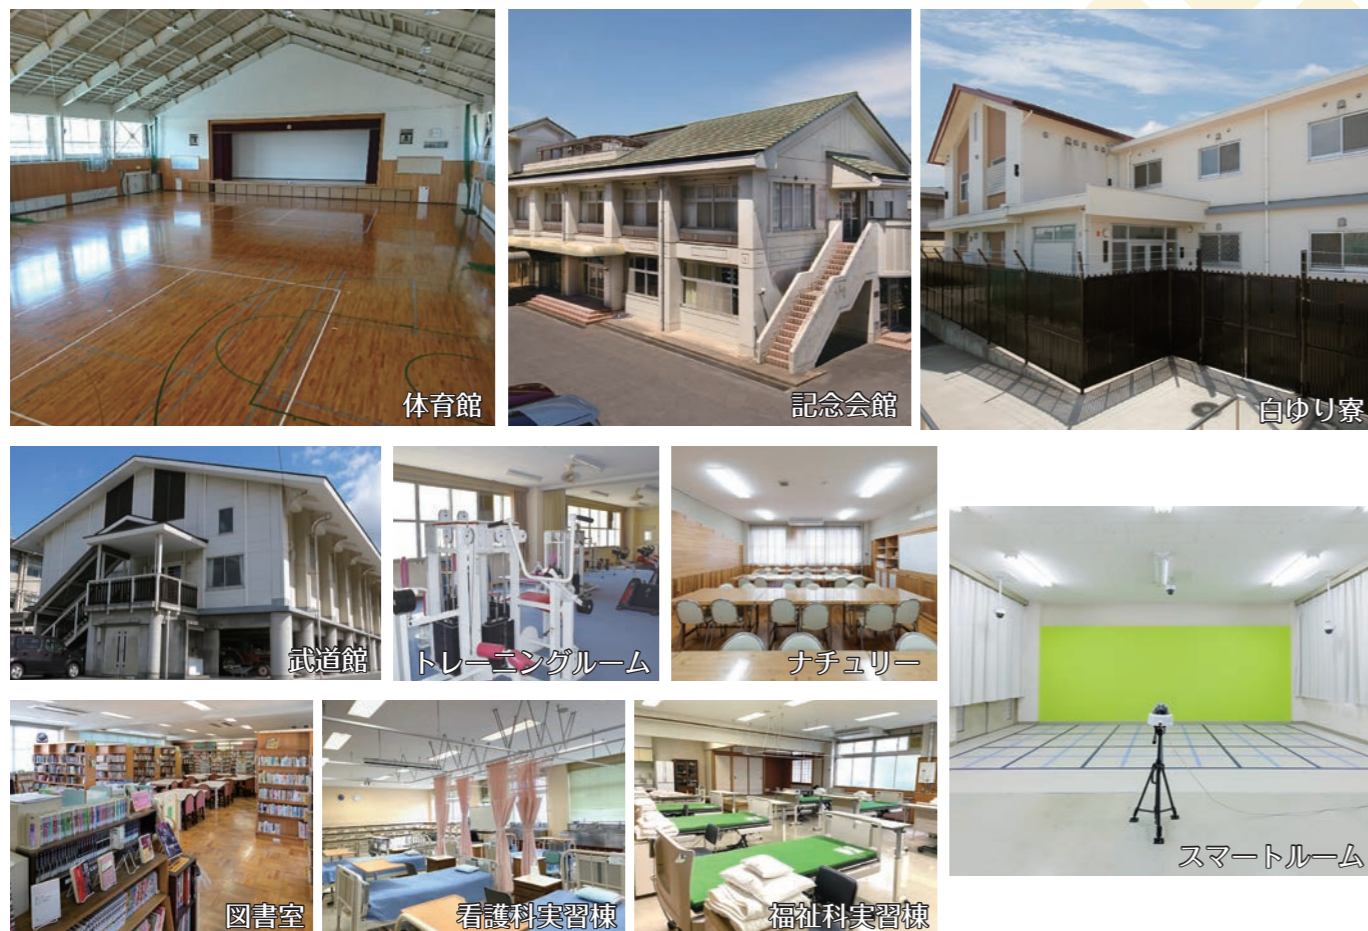 体育館
記念会館
白ゆり寮
武道館
トレーニングルーム
ナチュリー
スマートルーム
図書室
看護科実習棟
福祉科実習棟